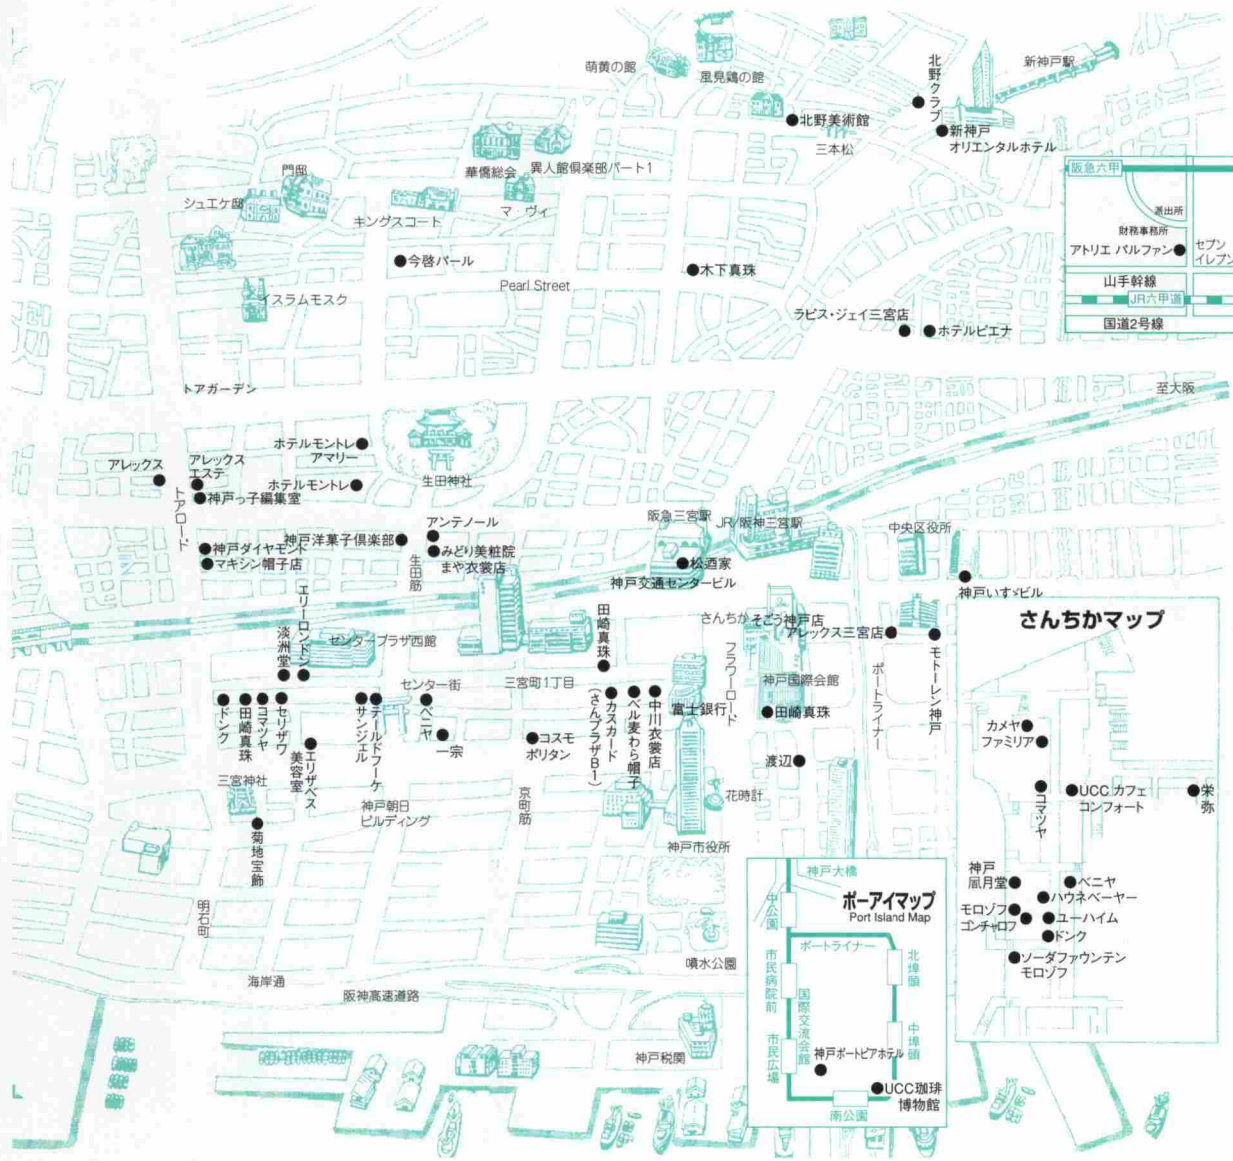 萌黄の館
風見鶏の館
北野クラブ
新神戸駅
北野美術館
三本松
新神戸
オリエンタルホテル
門邸
華僑総会
異人館倶楽部パート1
シュエケ邸
キングスコート
マ ヴィ
今啓パール
木下真珠
Pearl Street
イスラムモスク
ラピス・ジェイ三宮店
ホテルピエナ
阪急六甲
派出所
財務事務所
アトリエ パルファン
セブン
イレブン
山手幹線
JR六甲道
国道2号線
トアガーデン
至大阪
ホテルモントレ
アマリー
アレックス
アレックス
エステ
ホテルモントレ
神戸っ子編集室
生田神社
トアロード
アンテノール
神戸洋菓子倶楽部
みどり美粧院
まや衣裳店
生田筋
神戸ダイヤモンド
マキシン帽子店
阪急三宮駅
JR/阪神三宮駅
松酒家
神戸交通センタービル
中央区役所
神戸いすゞビル
エリーロンドン
淡洲堂
センタープラザ西館
田崎真珠
さんちか
そごう神戸店
アレックス三宮店
フラワーロード
神戸国際会館
ポートライナー
モトーレン神戸
センター街
三宮町1丁目
ドンク
田崎真珠
コマツヤ
セリザワ
エリザベス
美容室
サンジェル
テールドフーケ
ベニヤ
一宗
コスモ
ポリタン
カスカード
(さんプラザB1)
ベル麦わら帽子
中川衣裳店
富士銀行
田崎真珠
渡辺
三宮神社
神戸朝日
ビルディング
京町筋
花時計
菊地宝飾
神戸市役所
明石町
海岸通
阪神高速道路
噴水公園
神戸税関
さんちかマップ
カメヤ
ファミリア
コマツヤ
UCC カフェ
コンフォート
栄弥
神戸
凮月堂
ベニヤ
ハウネベーヤー
モロゾフ
ゴンチャロフ
ユーハイム
ドンク
ソーダファウンテン
モロゾフ
神戸大橋
ポーアイマップ
Port Island Map
中公園
ポートライナー
市民病院前
国際交流会館
北埠頭
中埠頭
市民広場
神戸ポートピアホテル
UCC珈琲
博物館
南公園